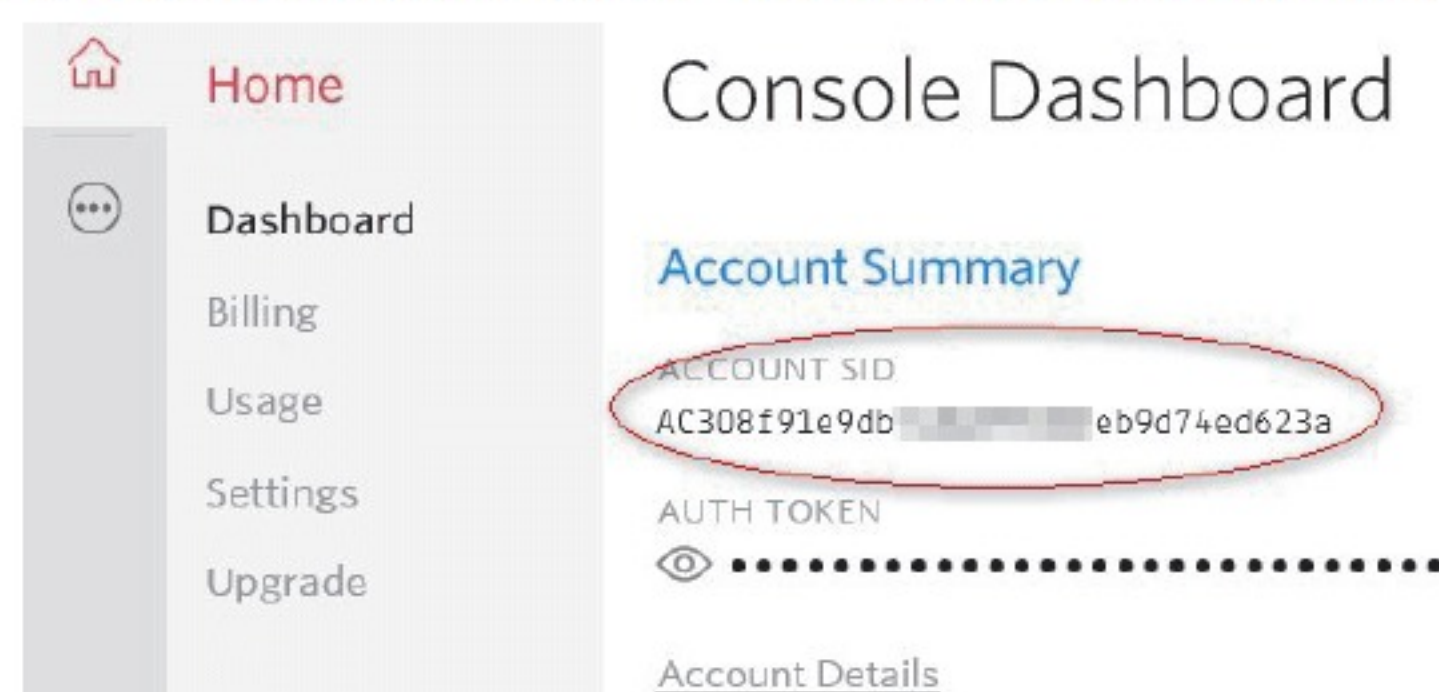 Home
Dashboard
Billing
Usage
Settings
Upgrade
Console Dashboard
Account Summary
ACCOUNT SID
AC308f91e9db eb9d74ed623a
AUTH TOKEN
Account Details